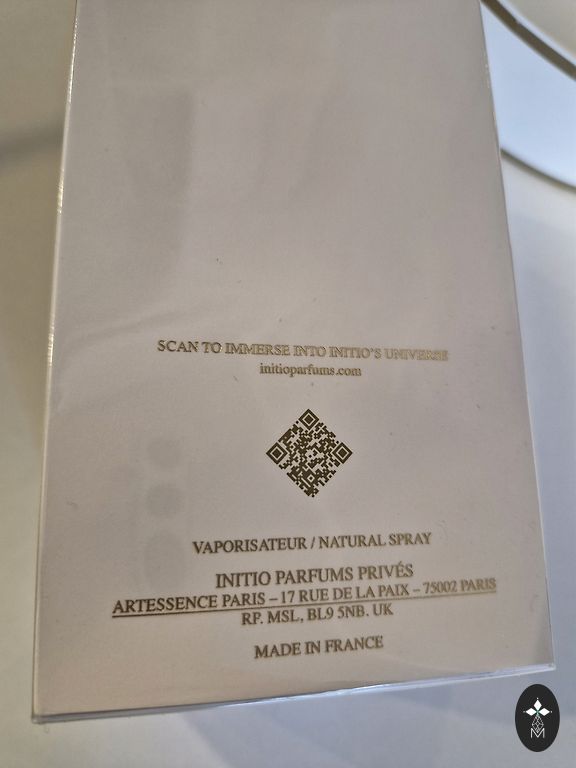 SCAN TO IMMERSE INTO INITIO'S UNIVERSE
initioparfums.com
VAPORISATEUR / NATURAL SPRAY
INITIO PARFUMS PRIVÉS
ARTESSENCE PARIS – 17 RUE DE LA PAIX – 75002 PARIS
RP. MSL, BL9 5NB. UK
MADE IN FRANCE
M